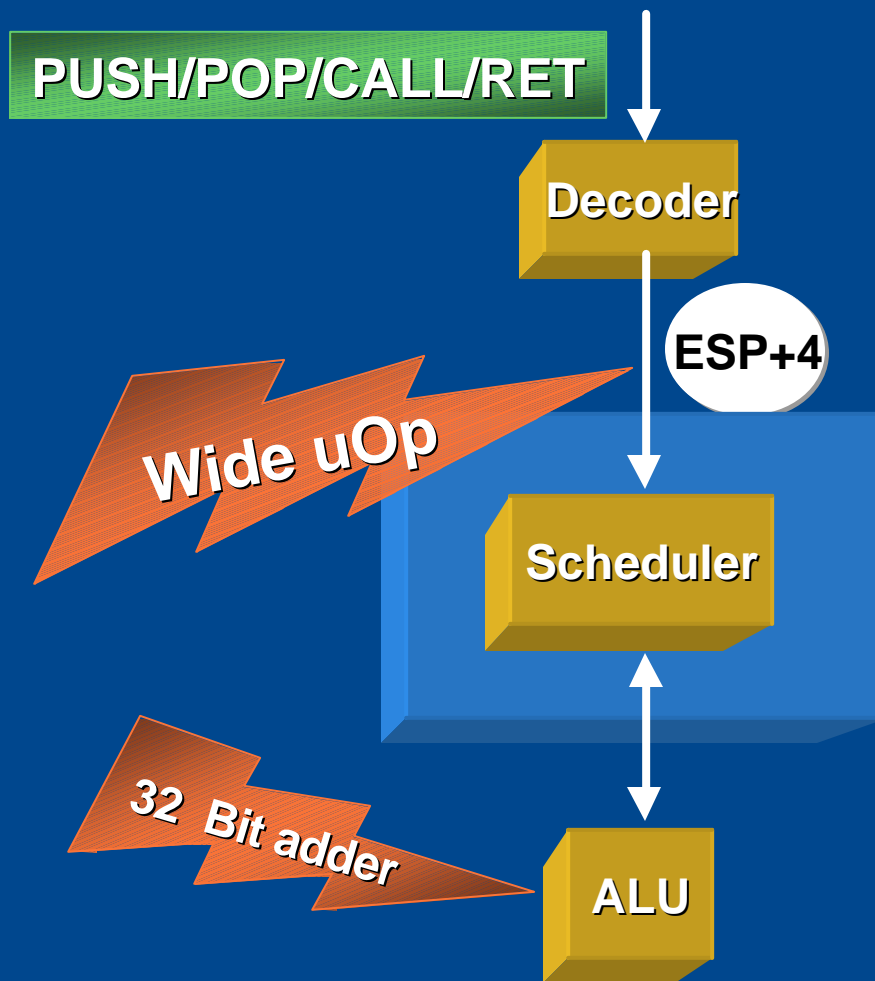 PUSH/POP/CALL/RET
Decoder
ESP+4
Wide uOp
Scheduler
32 Bit adder
ALU